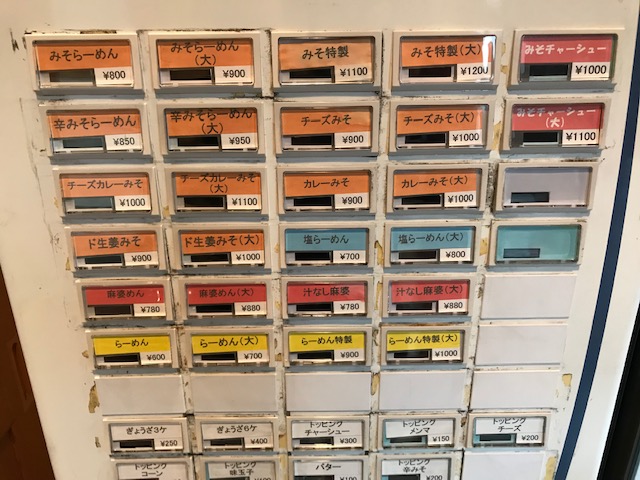 みそらーめん
¥800
みそらーめん
(大)
¥900
みそ特製
¥1100
みそ特製(大)
¥1200
みそチャーシュー
¥1000
辛みそらーめん
¥850
辛みそらーめん
(大)
¥950
チーズみそ
¥900
チーズみそ(大)
¥1000
みそチャーシュー
(大)
¥1100
チーズカレーみそ
¥1000
チーズカレーみそ
(大)
¥1100
カレーみそ
¥900
カレーみそ(大)
¥1000
ド生姜みそ
¥900
ド生姜みそ(大)
¥1000
塩らーめん
¥700
塩らーめん(大)
¥800
麻婆めん
¥780
麻婆めん(大)
¥880
汁なし麻婆
¥780
汁なし麻婆(大)
¥880
らーめん
¥600
らーめん(大)
¥700
らーめん特製
¥900
らーめん特製(大)
¥1000
ぎょうざ3ケ
¥250
ぎょうざ6ケ
¥400
トッピング
チャーシュー
¥300
トッピング
メンマ
¥150
トッピング
チーズ
¥200
トッピング
コーン
トッピング
味玉子
バター
¥100
トッピング
辛みそ
¥200